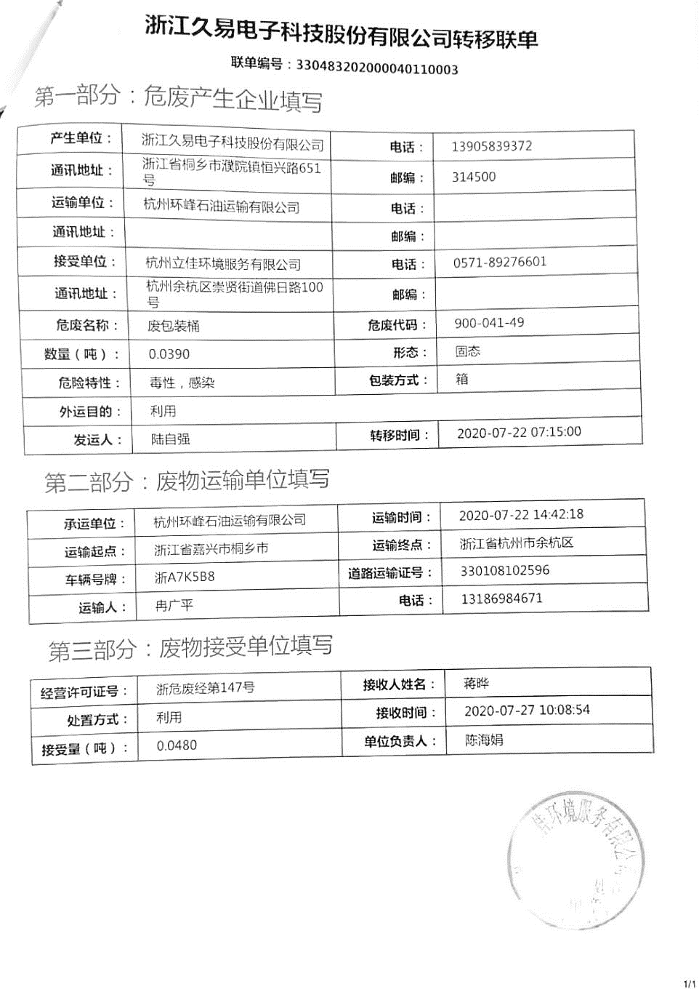 浙江久易电子科技股份有限公司转移联单
联单编号：330483202000040110003
第一部分：危废产生企业填写
产生单位： 浙江久易电子科技股份有限公司 电话： 13905839372
通讯地址： 浙江省桐乡市濮院镇恒兴路651
号 邮编： 314500
运输单位： 杭州环峰石油运输有限公司 电话：
通讯地址： 邮编：
接受单位： 杭州立佳环境服务有限公司 电话： 0571-89276601
通讯地址： 杭州余杭区崇贤街道佛日路100
号 邮编：
危废名称： 废包装桶 危废代码： 900-041-49
数量（吨）： 0.0390 形态： 固态
危险特性： 毒性，感染 包装方式： 箱
外运目的： 利用
发运人： 陆自强 转移时间： 2020-07-22 07:15:00
第二部分：废物运输单位填写
承运单位： 杭州环峰石油运输有限公司 运输时间： 2020-07-22 14:42:18
运输起点： 浙江省嘉兴市桐乡市 运输终点： 浙江省杭州市余杭区
车辆号牌： 浙A7K5B8 道路运输证号： 330108102596
运输人： 冉广平 电话： 13186984671
第三部分：废物接受单位填写
经营许可证号： 浙危废经第147号 接收人姓名： 蒋晔
处置方式： 利用 接收时间： 2020-07-27 10:08:54
接受量（吨）： 0.0480 单位负责人： 陈海娟
佳环境服务有限公
1/1